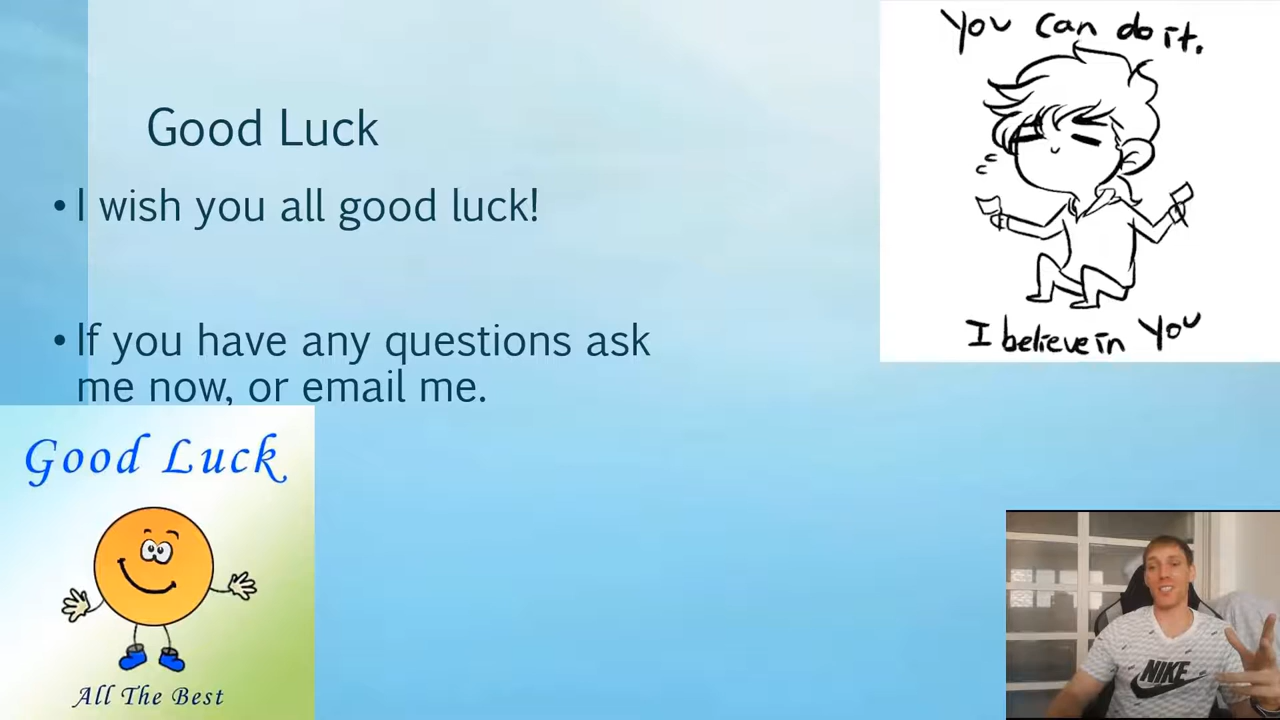 Good Luck
• I wish you all good luck!
• If you have any questions ask
me now, or email me.
You can do it.
I believe in You
Good Luck
All The Best
NIKE